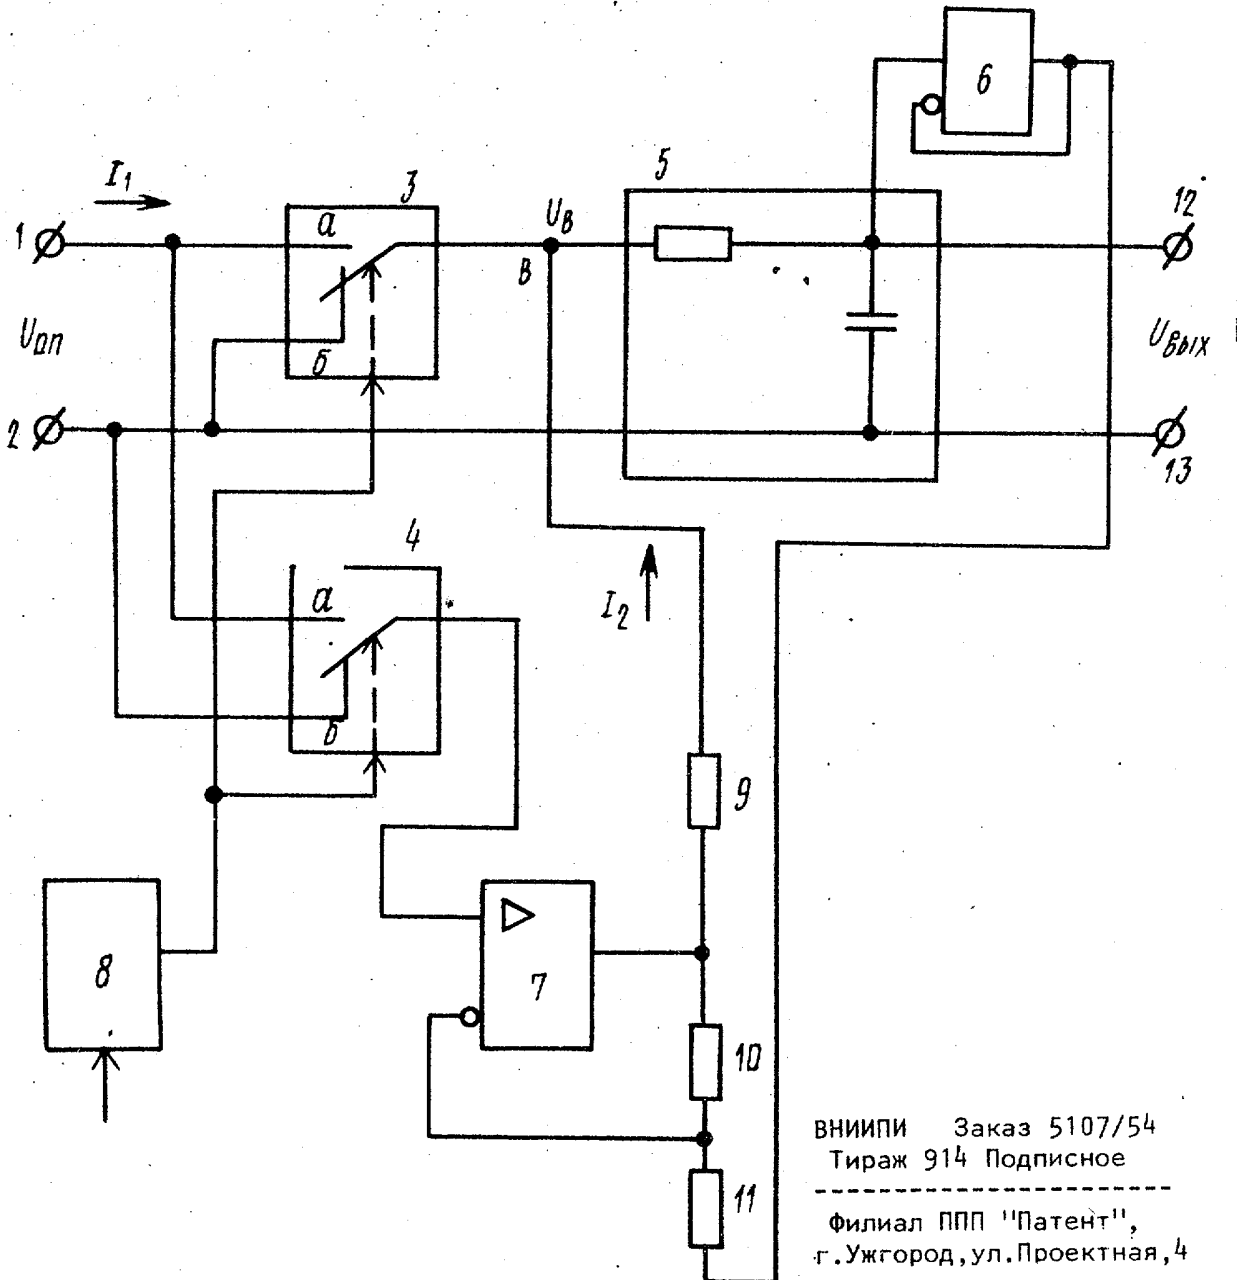 6
I₁
3
5
12
1
а
Uв
в
Uоп
б
Uвых
2
13
4
а
I₂
б
9
8
7
10
11
ВНИИПИ Заказ 5107/54
Тираж 914 Подписное
Филиал ППП "Патент",
г.Ужгород,ул.Проектная,4